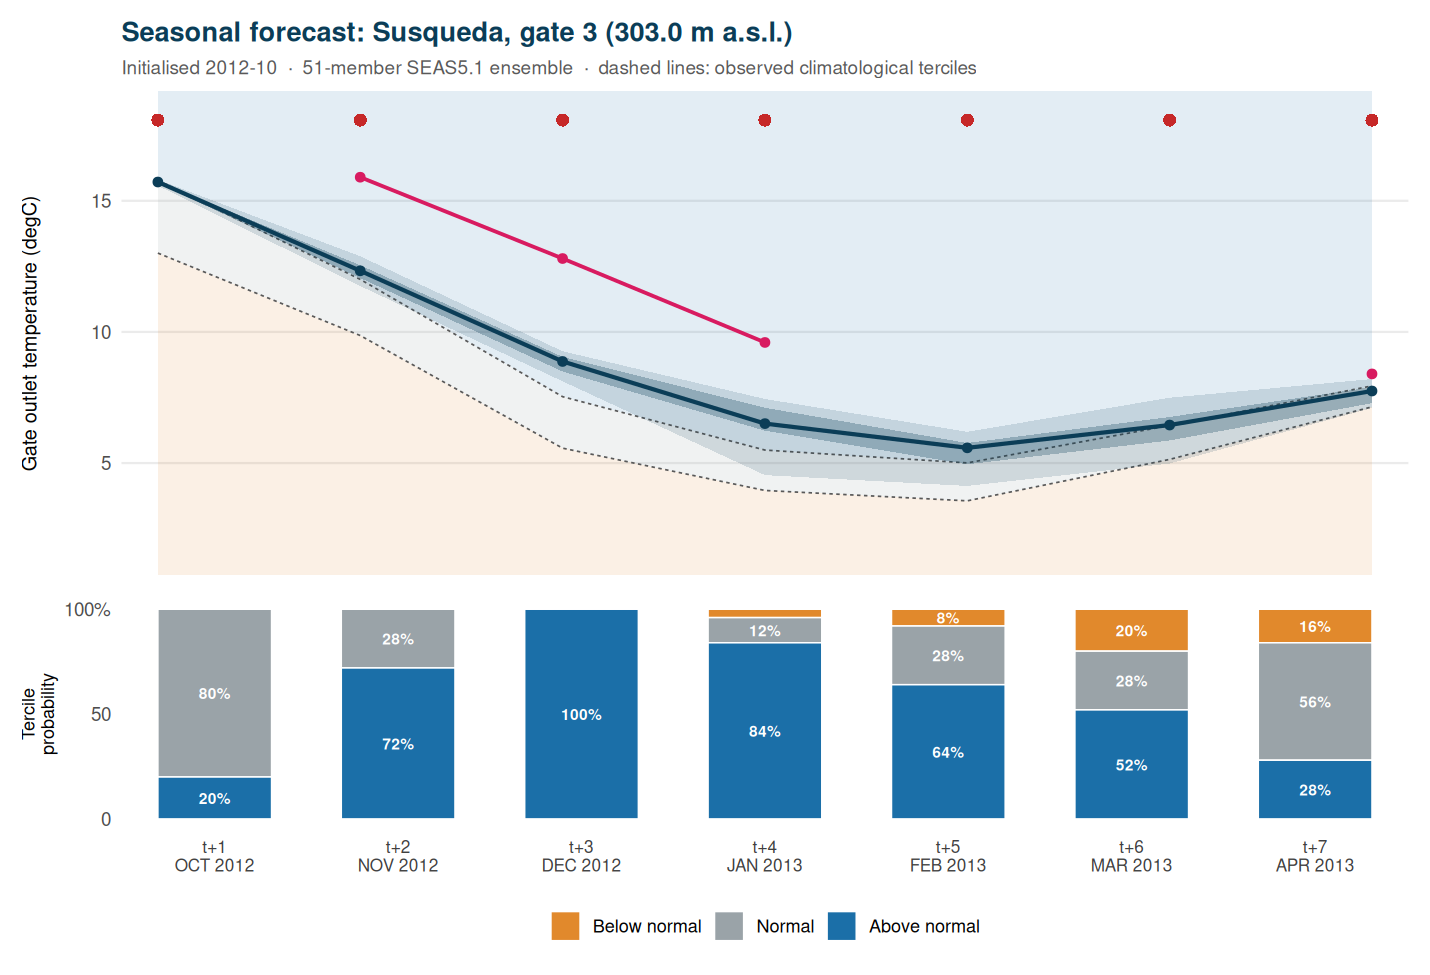 Seasonal forecast: Susqueda, gate 3 (303.0 m a.s.l.)
Initialised 2012-10 · 51-member SEAS5.1 ensemble · dashed lines: observed climatological terciles
Gate outlet temperature (degC)
15
10
5
Tercile
probability
100%
50
0
80%
20%
28%
72%
100%
12%
84%
8%
28%
64%
20%
28%
52%
16%
56%
28%
t+1
OCT 2012
t+2
NOV 2012
t+3
DEC 2012
t+4
JAN 2013
t+5
FEB 2013
t+6
MAR 2013
t+7
APR 2013
Below normal
Normal
Above normal